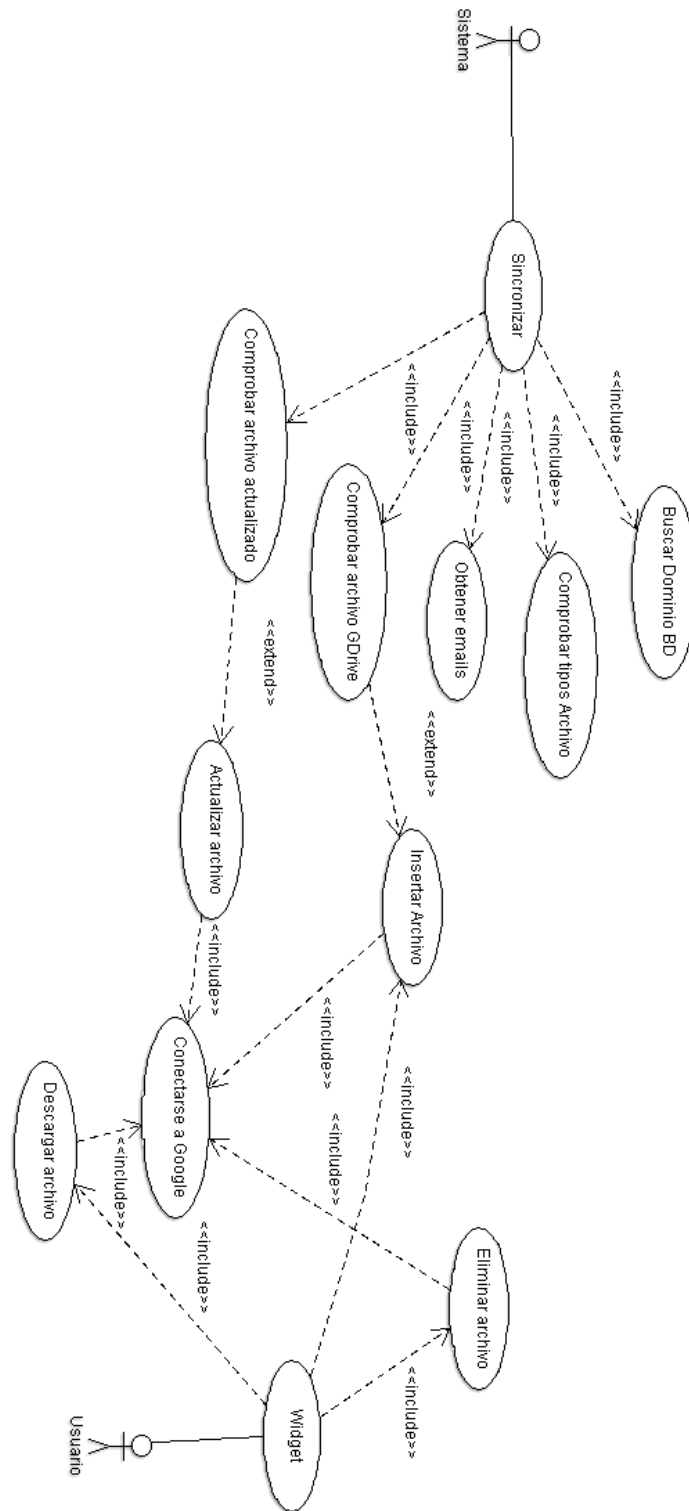 Buscar Dominio BD
<<include>>
Comprobar tipos Archivo
<<include>>
Sincronizar
<<include>>
Eliminar archivo
Sistema
<<include>>
Obtener emails
<<extend>>
Insertar Archivo
<<include>>
<<include>>
<<include>>
Comprobar archivo GDrive
<<include>>
<<include>>
Widget
<<extend>>
Comprobar archivo actualizado
Actualizar archivo
<<include>>
<<include>>
Conectarse a Google
<<include>>
Usuario
Descargar archivo